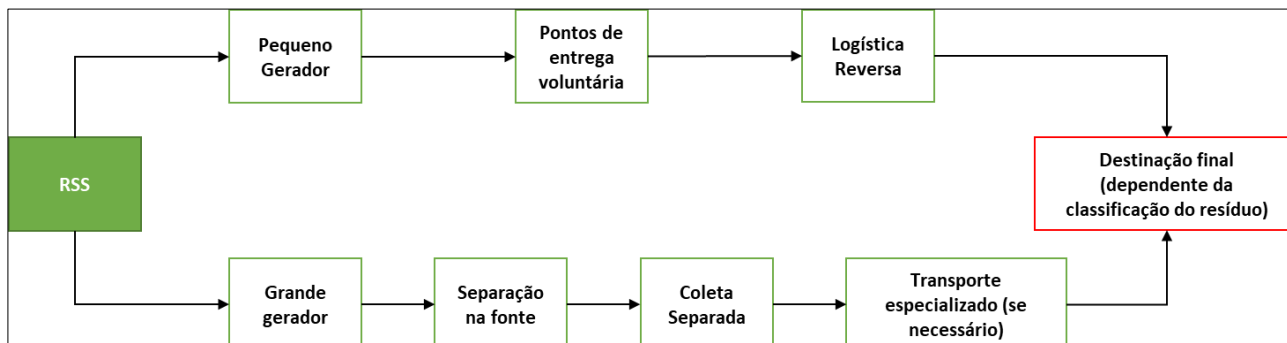 Pequeno
Gerador
Pontos de
entrega
voluntária
Logística
Reversa
RSS
Destinação final
(dependente da
classificação do resíduo)
Grande
gerador
Separação
na fonte
Coleta
Separada
Transporte
especializado (se
necessário)